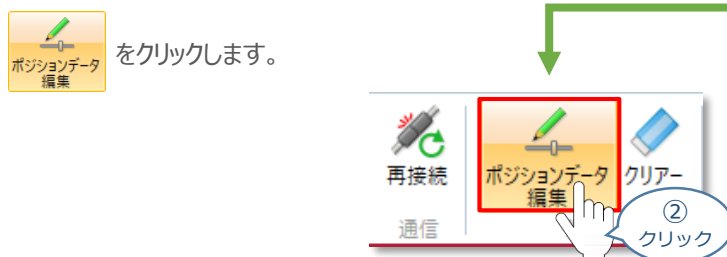 ポジションデータ
編集
をクリックします。
再接続
ポジションデータ
編集
クリアー
通信
②
クリック